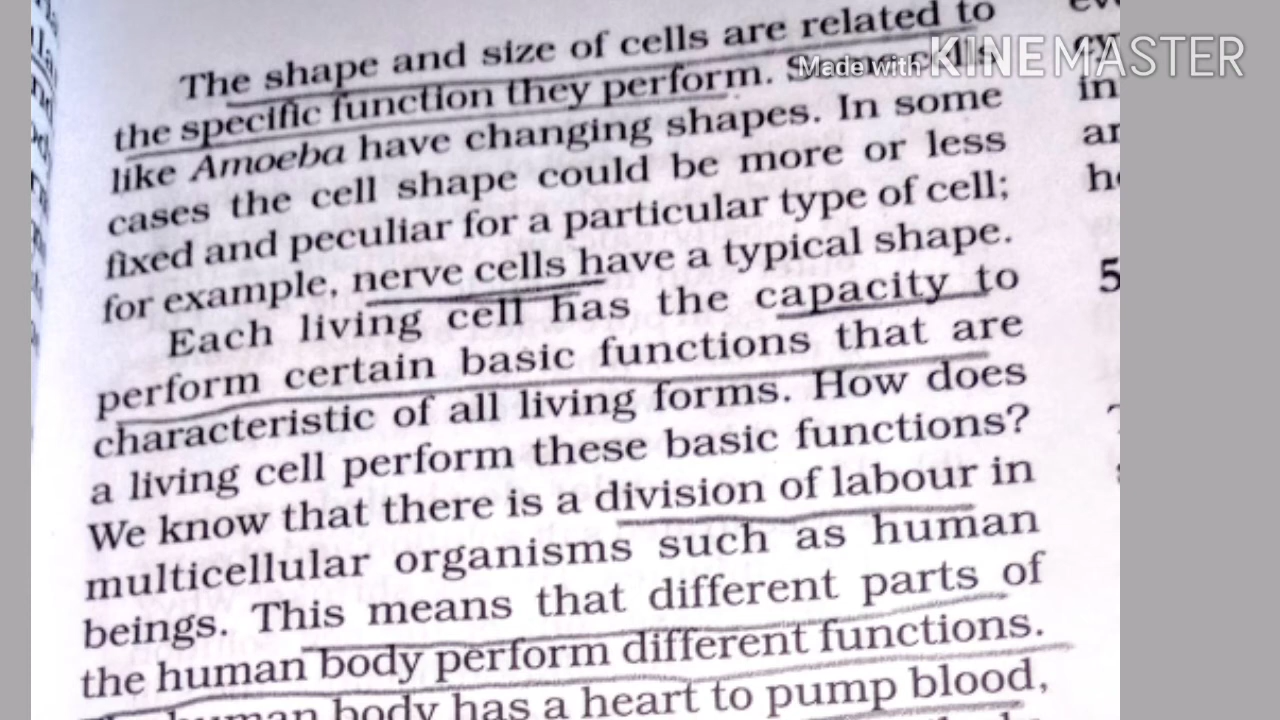 The shape and size of cells are related to
the specific function they perform. Some cells
like Amoeba have changing shapes. In some
cases the cell shape could be more or less
fixed and peculiar for a particular type of cell;
for example, nerve cells have a typical shape.
Each living cell has the capacity to
perform certain basic functions that are
characteristic of all living forms. How does
a living cell perform these basic functions?
We know that there is a division of labour in
multicellular organisms such as human
beings. This means that different parts of
the human body perform different functions.
human body has a heart to pump blood,
Made with KINEMASTER
in
5